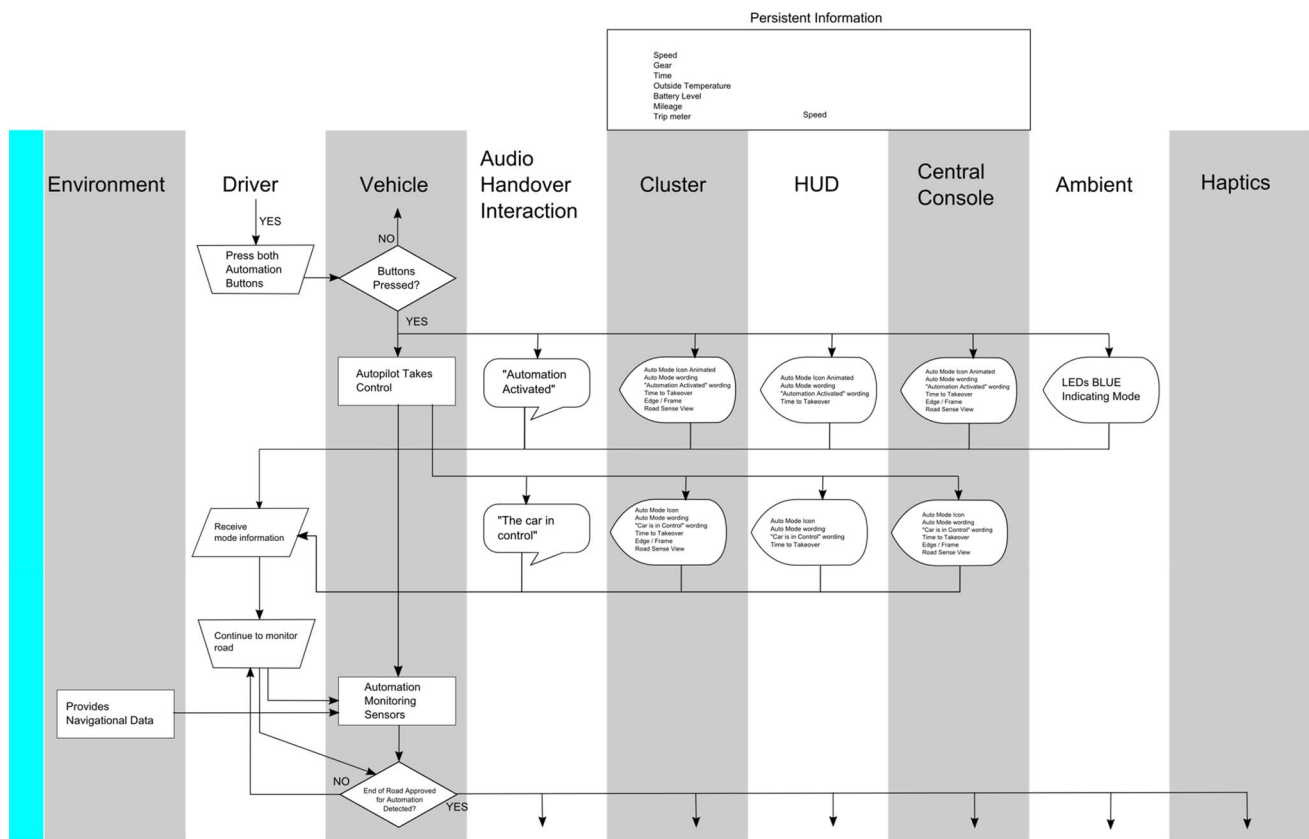 Persistent Information
Speed
Gear
Time
Outside Temperature
Battery Level
Mileage
Trip meter
Speed
Environment
Driver
Vehicle
Audio
Handover
Interaction
Cluster
HUD
Central
Console
Ambient
Haptics
YES
Press both
Automation
Buttons
NO
Buttons
Pressed?
YES
Autopilot Takes
Control
"Automation
Activated"
Auto Mode Icon Animated
Auto Mode wording
"Automation Activated" wording
Time to Takeover
Edge / Frame
Road Sense View
Auto Mode Icon Animated
Auto Mode wording
"Automation Activated" wording
Time to Takeover
Auto Mode Icon Animated
Auto Mode wording
"Automation Activated" wording
Time to Takeover
Edge / Frame
Road Sense View
LEDs BLUE
Indicating Mode
Receive
mode information
"The car in
control"
Auto Mode Icon
Auto Mode wording
"Car is in Control" wording
Time to Takeover
Edge / Frame
Road Sense View
Auto Mode Icon
Auto Mode wording
"Car is in Control" wording
Time to Takeover
Auto Mode Icon
Auto Mode wording
"Car is in Control" wording
Time to Takeover
Edge / Frame
Road Sense View
Continue to monitor
road
Provides
Navigational Data
Automation
Monitoring
Sensors
NO
End of Road Approved
for Automation
Detected?
YES